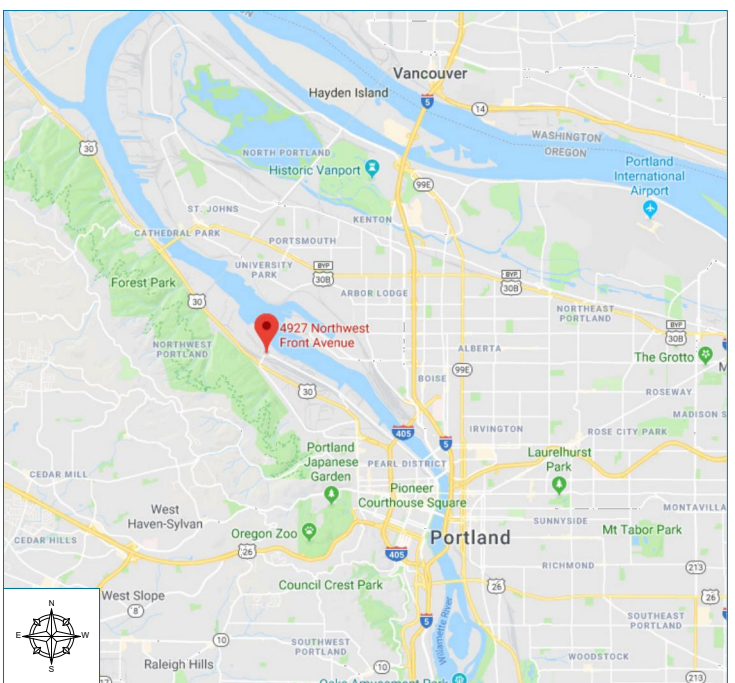 Vancouver
Hayden Island
5
14
WASHINGTON
OREGON
30
NORTH PORTLAND
Historic Vanport
Portland
International
Airport
99E
ST. JOHNS
KENTON
CATHEDRAL PARK
PORTSMOUTH
UNIVERSITY
PARK
BYP
30B
BYP
30B
Forest Park
30
ARBOR LODGE
NORTHEAST
PORTLAND
4927 Northwest
Front Avenue
BYP
30B
NORTHWEST
PORTLAND
ALBERTA
The Grotto
M
99E
BOISE
30
ROSEWAY
MADISON S
405
5
IRVINGTON
ROSE CITY PARK
Portland
Japanese
Garden
PEARL DISTRICT
Laurelhurst
Park
CEDAR MILL
Pioneer
Courthouse Square
West
Haven-Sylvan
MONTAVILLA
SUNNYSIDE
Mt Tabor Park
Oregon Zoo
Portland
CEDAR HILLS
26
405
RICHMOND
213
Council Crest Park
26
26
West Slope
N
E
W
S
8
5
Willamette River
SOUTHEAST
PORTLAND
10
SOUTHWEST
PORTLAND
WOODSTOCK
Raleigh Hills
10
213
Oaks Amusement Park